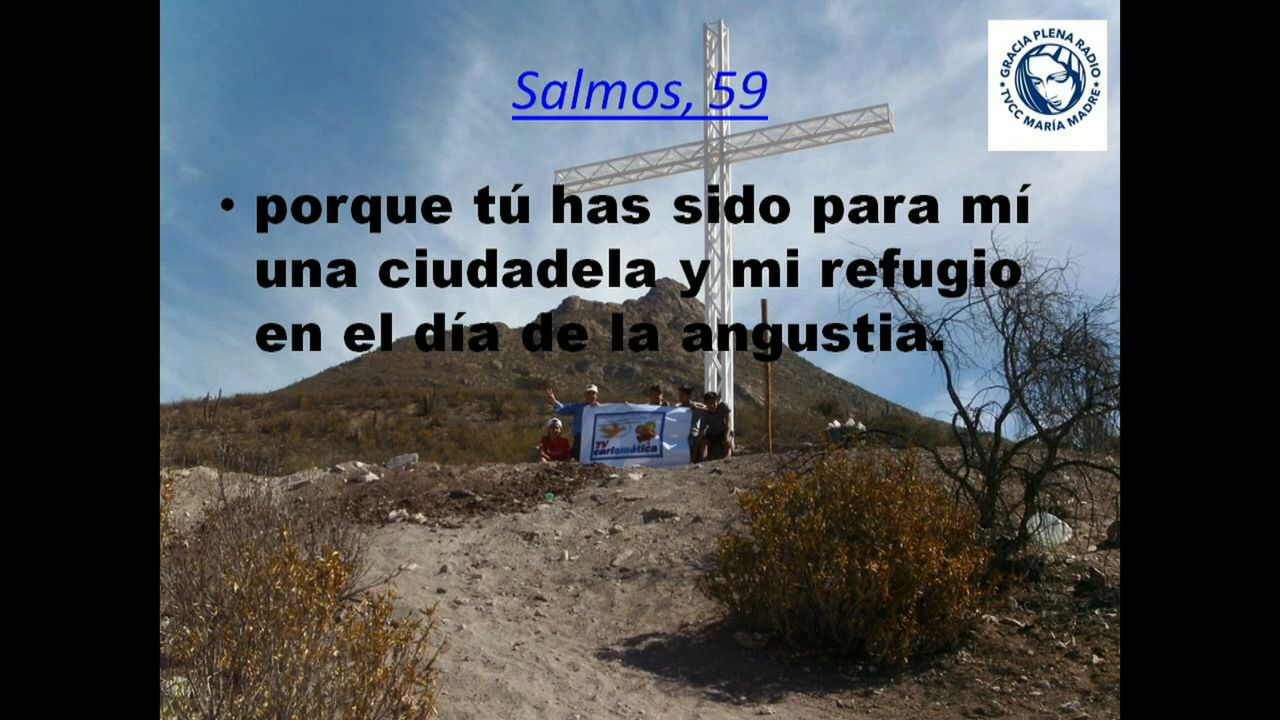 Salmos, 59
GRACIA PLENA RADIO
TVCC MARÍA MADRE
• porque tú has sido para mí
una ciudadela y mi refugio
en el día de la angustia.
TV
carismática